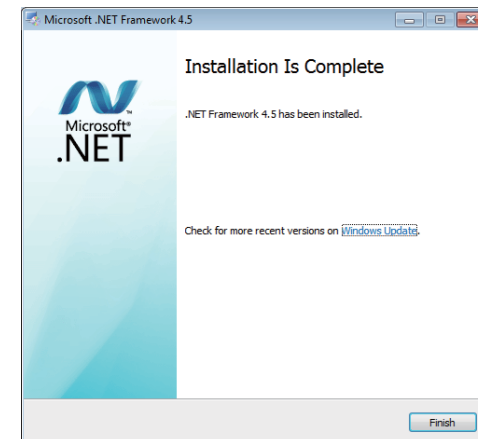 Microsoft .NET Framework 4.5
Installation Is Complete
.NET Framework 4.5 has been installed.
Microsoft®
.NET™
Check for more recent versions on Windows Update.
Finish